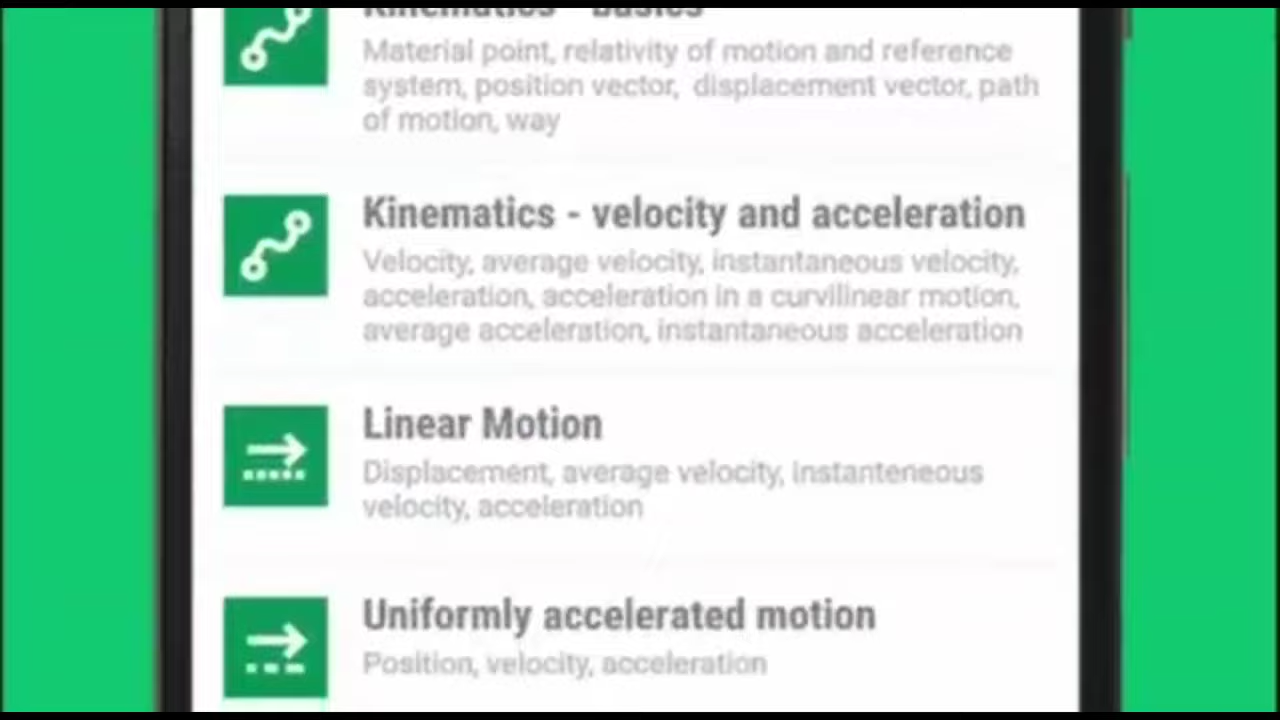 Kinematics - basics
Material point, relativity of motion and reference
system, position vector, displacement vector, path
of motion, way
Kinematics - velocity and acceleration
Velocity, average velocity, instantaneous velocity,
acceleration, acceleration in a curvilinear motion,
average acceleration, instantaneous acceleration
Linear Motion
Displacement, average velocity, instanteneous
velocity, acceleration
Uniformly accelerated motion
Position, velocity, acceleration